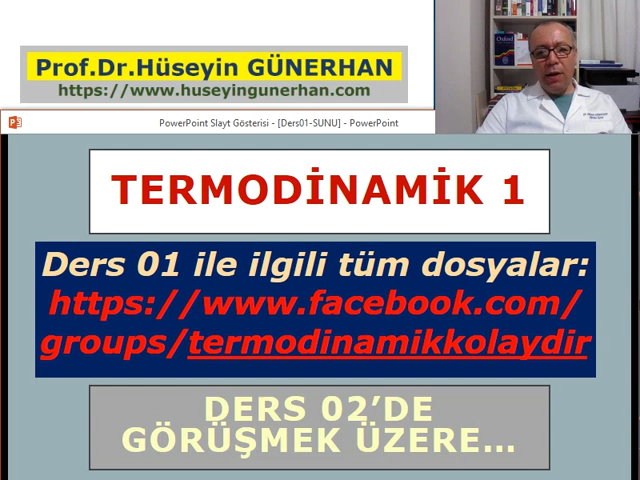 Prof.Dr.Hüseyin GÜNERHAN
https://www.huseyingunerhan.com
PowerPoint Slayt Gösterisi - [Ders01-SUNU] - PowerPoint
TERMODİNAMİK 1
Ders 01 ile ilgili tüm dosyalar:
https://www.facebook.com/
groups/termodinamikkolaydir
DERS 02’DE
GÖRÜŞMEK ÜZERE...
Oxford